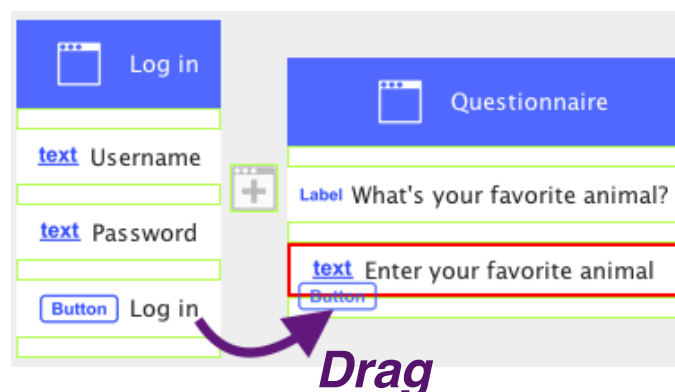 Log in
text Username
text Password
Button Log in
Questionnaire
Label What's your favorite animal?
text Enter your favorite animal
Button
Drag